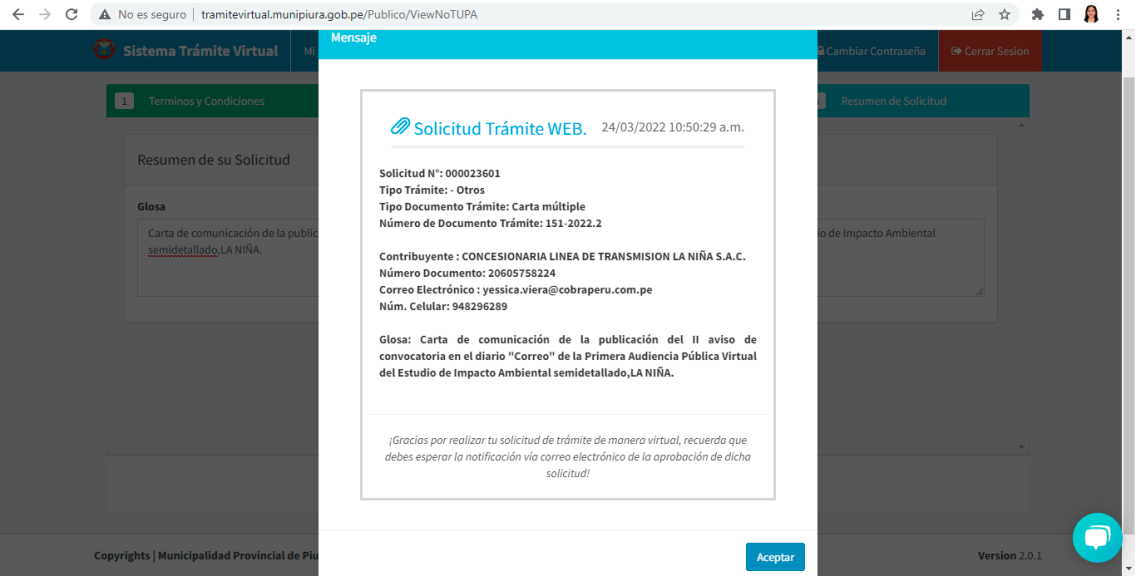 No es seguro | tramitevirtual.munipiura.gob.pe/Publico/ViewNoTUPA
Sistema Trámite Virtual
Mi
Mensaje
Cambiar Contraseña
Cerrar Sesion
1 Terminos y Condiciones
Resumen de Solicitud
Solicitud Trámite WEB. 24/03/2022 10:50:29 a.m.
Resumen de su Solicitud
Solicitud N°: 000023601
Tipo Trámite: - Otros
Tipo Documento Trámite: Carta múltiple
Número de Documento Trámite: 151-2022.2
Glosa
Carta de comunicación de la public
io de Impacto Ambiental
semidetallado,LA NIÑA.
Contribuyente : CONCESIONARIA LINEA DE TRANSMISION LA NIÑA S.A.C.
Número Documento: 20605758224
Correo Electrónico : yessica.viera@cobraperu.com.pe
Núm. Celular: 948296289
Glosa: Carta de comunicación de la publicación del II aviso de
convocatoria en el diario "Correo" de la Primera Audiencia Pública Virtual
del Estudio de Impacto Ambiental semidetallado,LA NIÑA.
¡Gracias por realizar tu solicitud de trámite de manera virtual, recuerda que
debes esperar la notificación vía correo electrónico de la aprobación de dicha
solicitud!
Aceptar
Copyrights | Municipalidad Provincial de Piu
Version 2.0.1